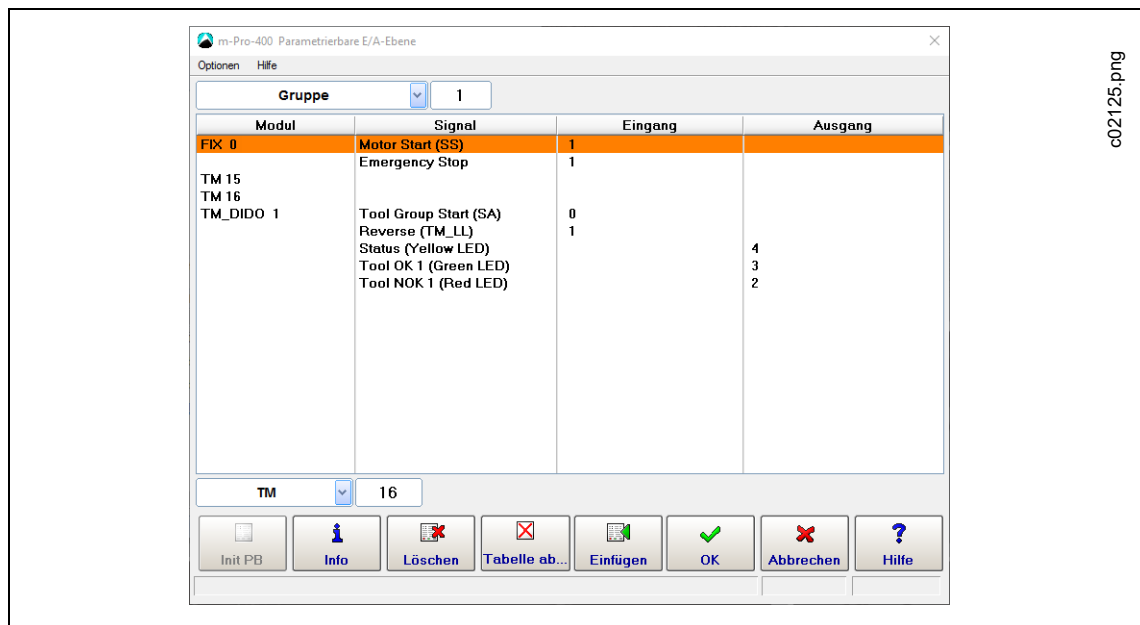 m-Pro-400 Parametrierbare E/A-Ebene
Optionen Hilfe
Gruppe 1
Modul Signal Eingang Ausgang
FIX 0 Motor Start (SS) 1
Emergency Stop 1
TM 15
TM 16
TM_DIDO 1 Tool Group Start (SA) 0
Reverse (TM_LL) 1
Status (Yellow LED) 4
Tool OK 1 (Green LED) 3
Tool NOK 1 (Red LED) 2
TM 16
Init PB Info Löschen Tabelle ab... Einfügen OK Abbrechen Hilfe
c02125.png